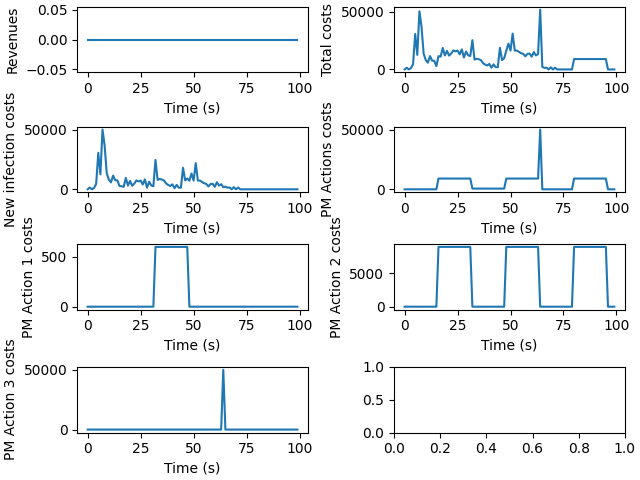 Revenues
0.05
0.00
−0.05
0 25 50 75 100
Time (s)
Total costs
50000
0
0 25 50 75 100
Time (s)
New infection costs
50000
0
0 25 50 75 100
Time (s)
PM Actions costs
50000
0
0 25 50 75 100
Time (s)
PM Action 1 costs
500
0
0 25 50 75 100
Time (s)
PM Action 2 costs
5000
0
0 25 50 75 100
Time (s)
PM Action 3 costs
50000
0
0 25 50 75 100
Time (s)
1.0
0.5
0.0
0.0 0.2 0.4 0.6 0.8 1.0